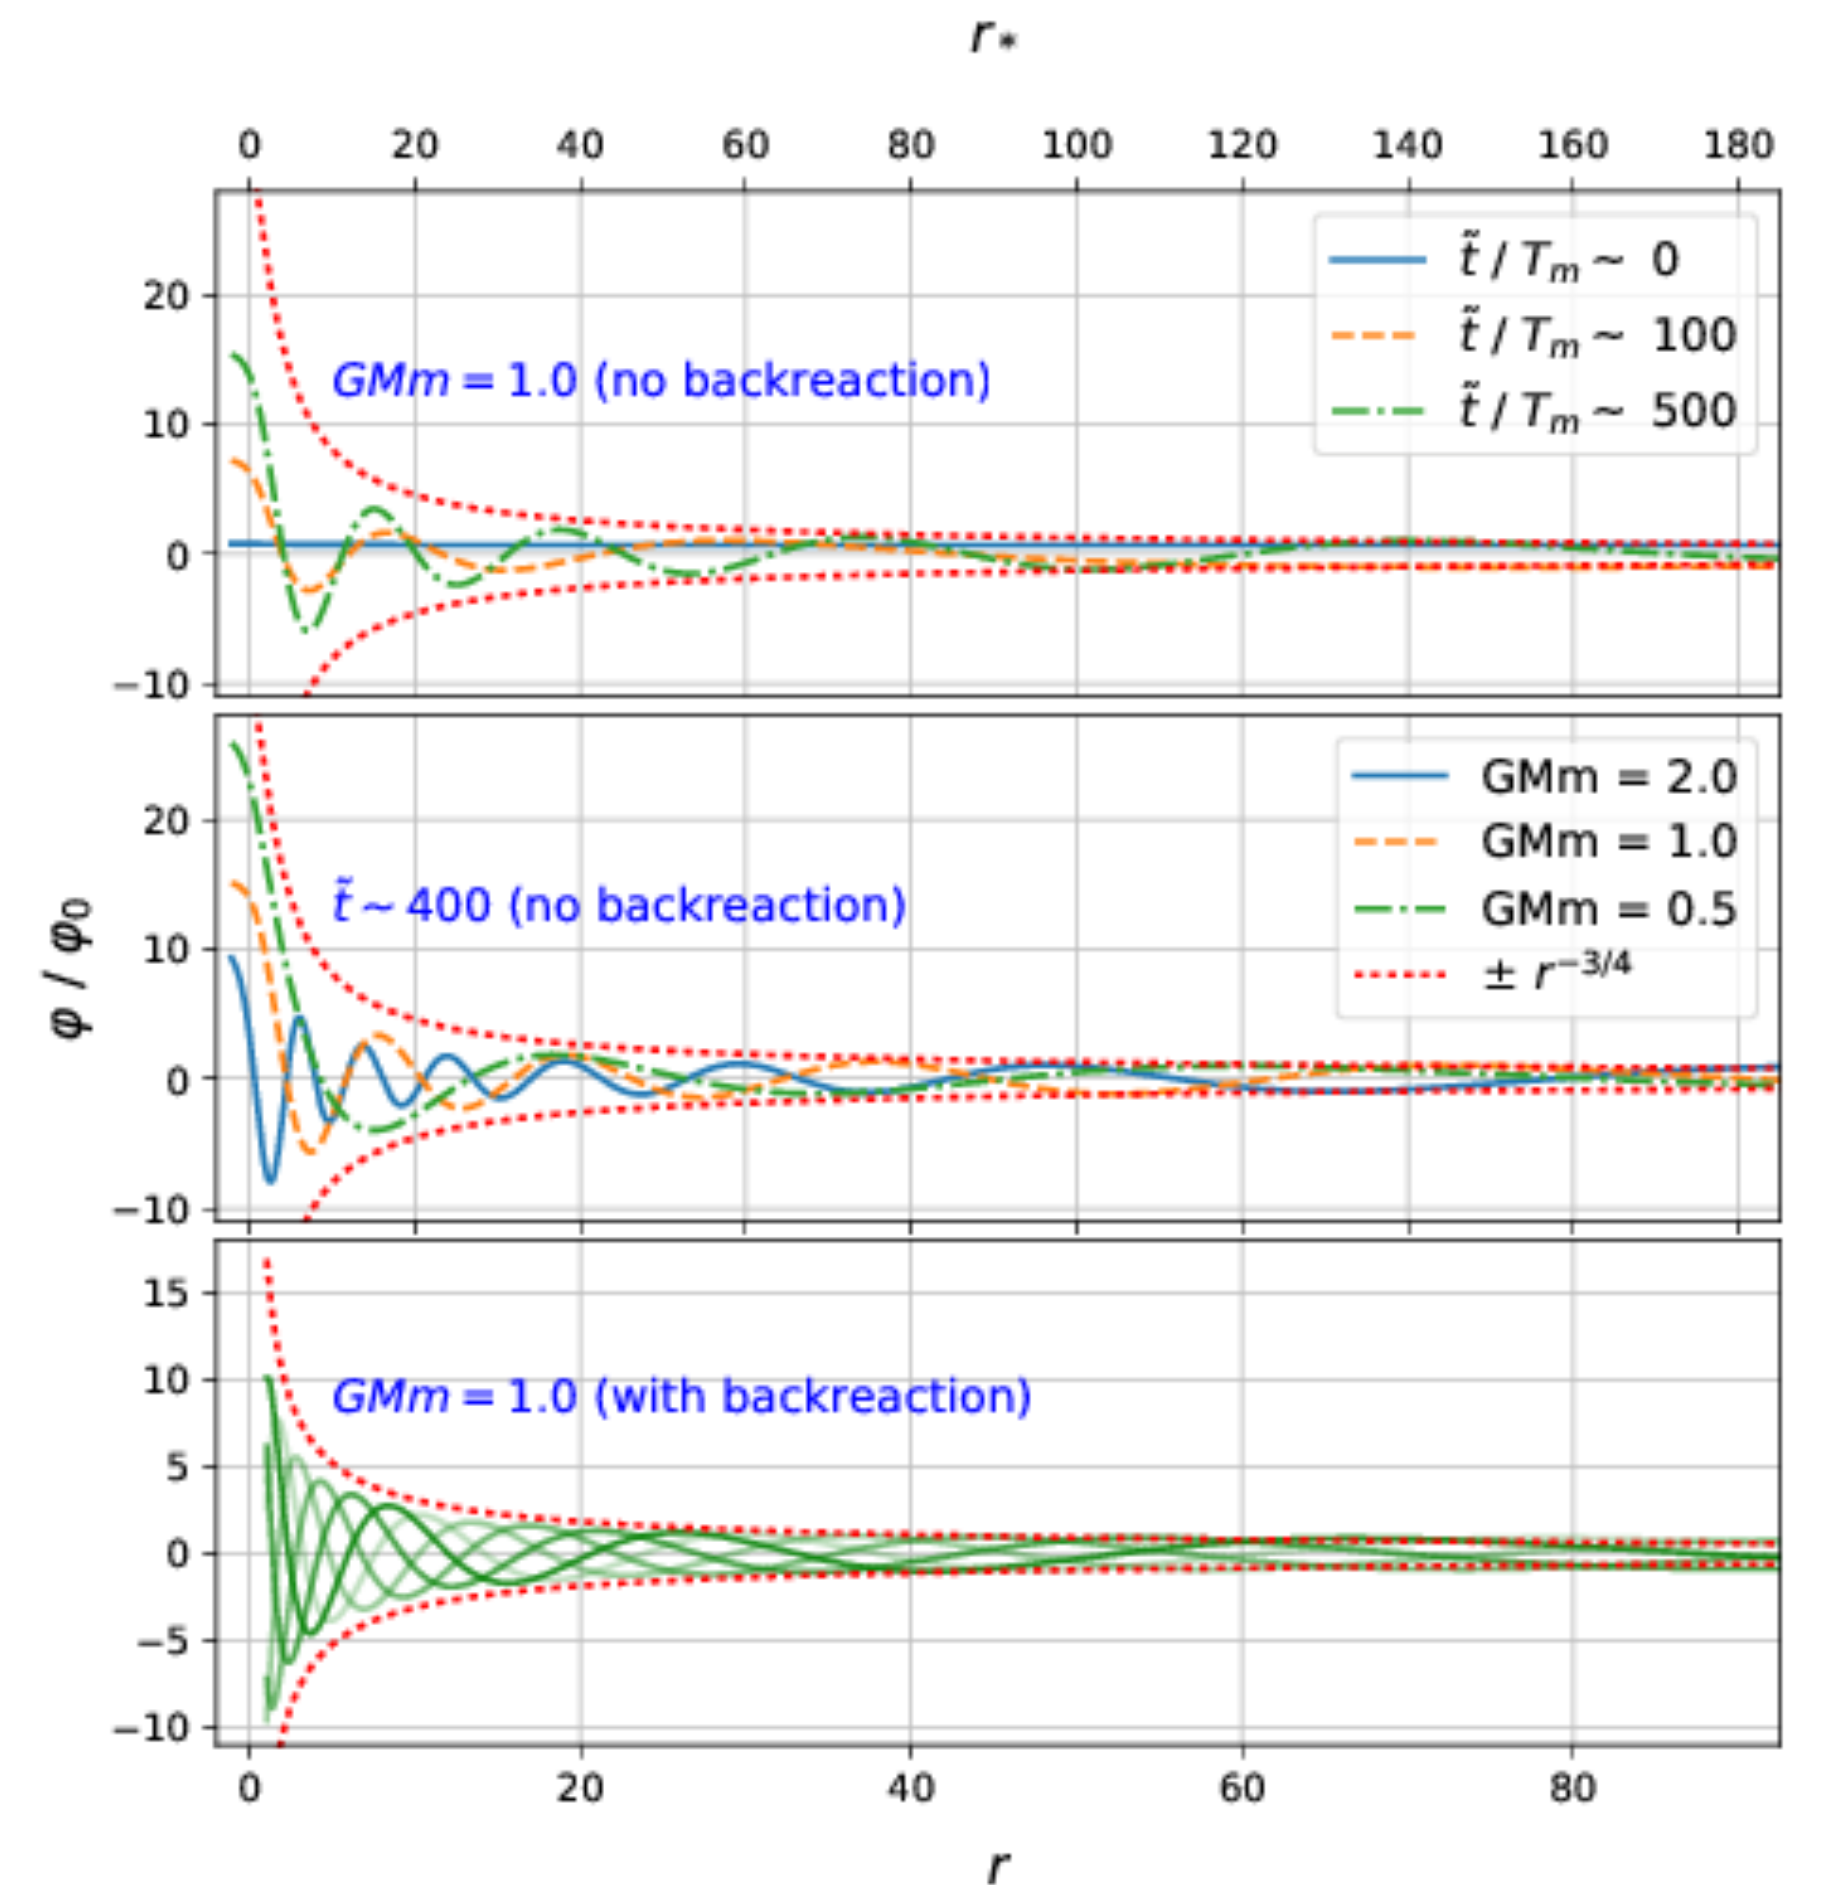 r*
0 20 40 60 80 100 120 140 160 180
20
10
0
−10
GMm = 1.0 (no backreaction)
t̃ / Tₘ ~ 0
t̃ / Tₘ ~ 100
t̃ / Tₘ ~ 500
φ / φ₀
20
10
0
−10
t̃ ~ 400 (no backreaction)
GMm = 2.0
GMm = 1.0
GMm = 0.5
± r⁻³ᐟ⁴
15
10
5
0
−5
−10
GMm = 1.0 (with backreaction)
0 20 40 60 80
r